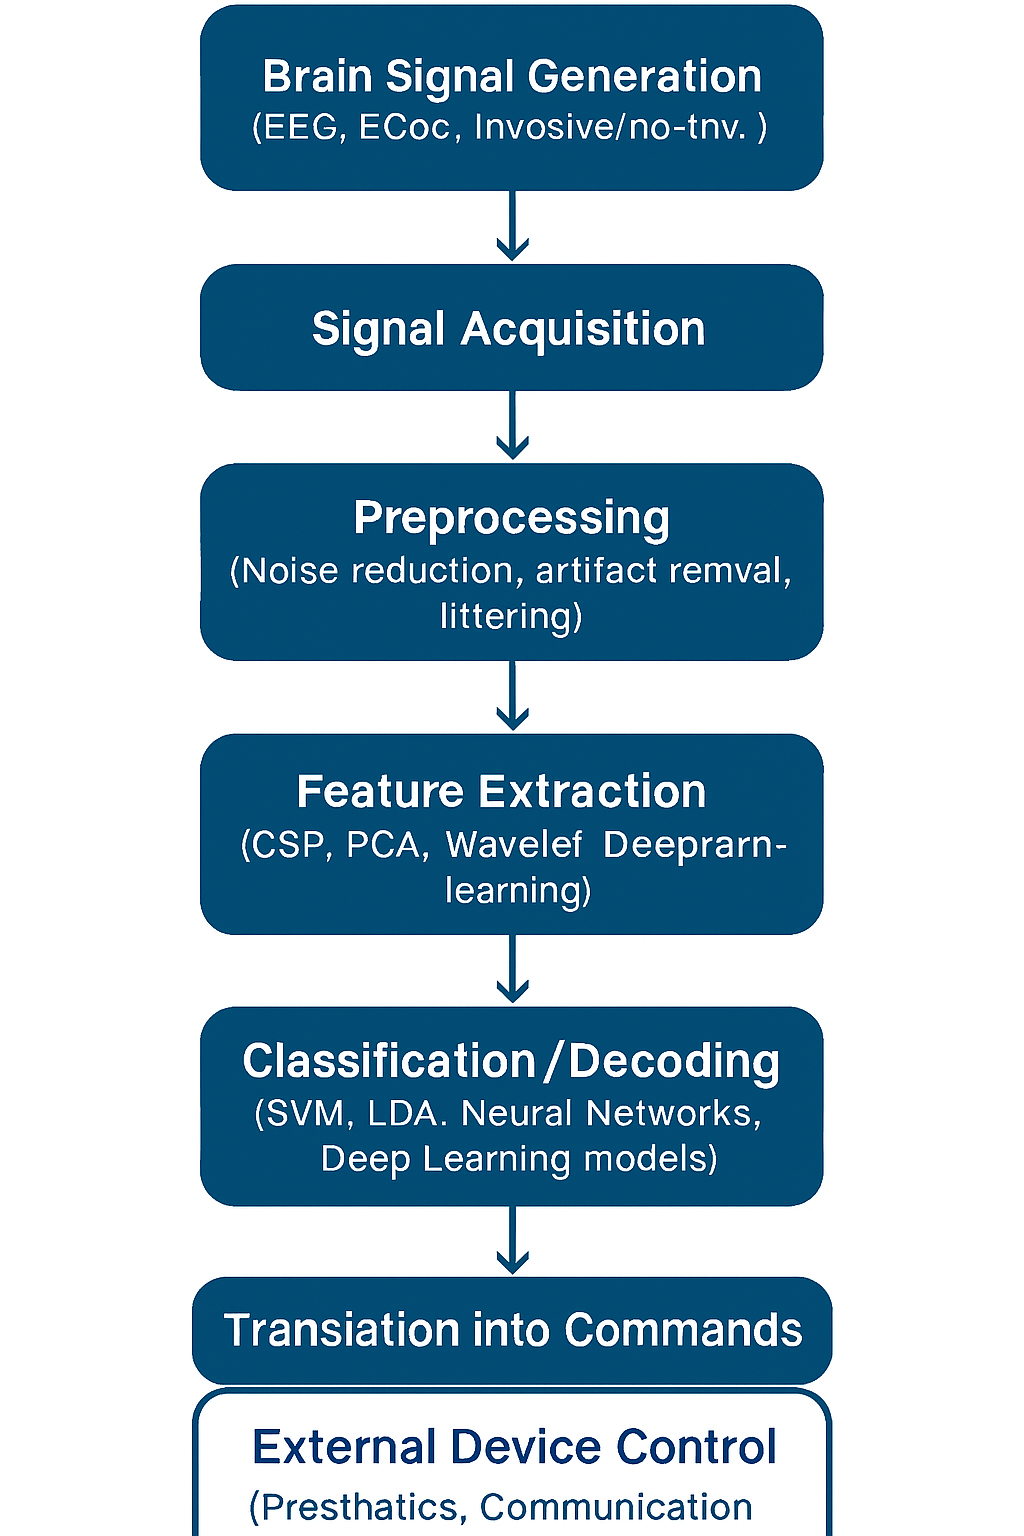 Brain Signal Generation
(EEG, ECoc, Invosive/no-tnv. )
Signal Acquisition
Preprocessing
(Noise reduction, artifact remval,
littering)
Feature Extraction
(CSP, PCA, Wavelef Deeprarn-
learning)
Classification/Decoding
(SVM, LDA. Neural Networks,
Deep Learning models)
Transiation into Commands
External Device Control
(Presthatics, Communication